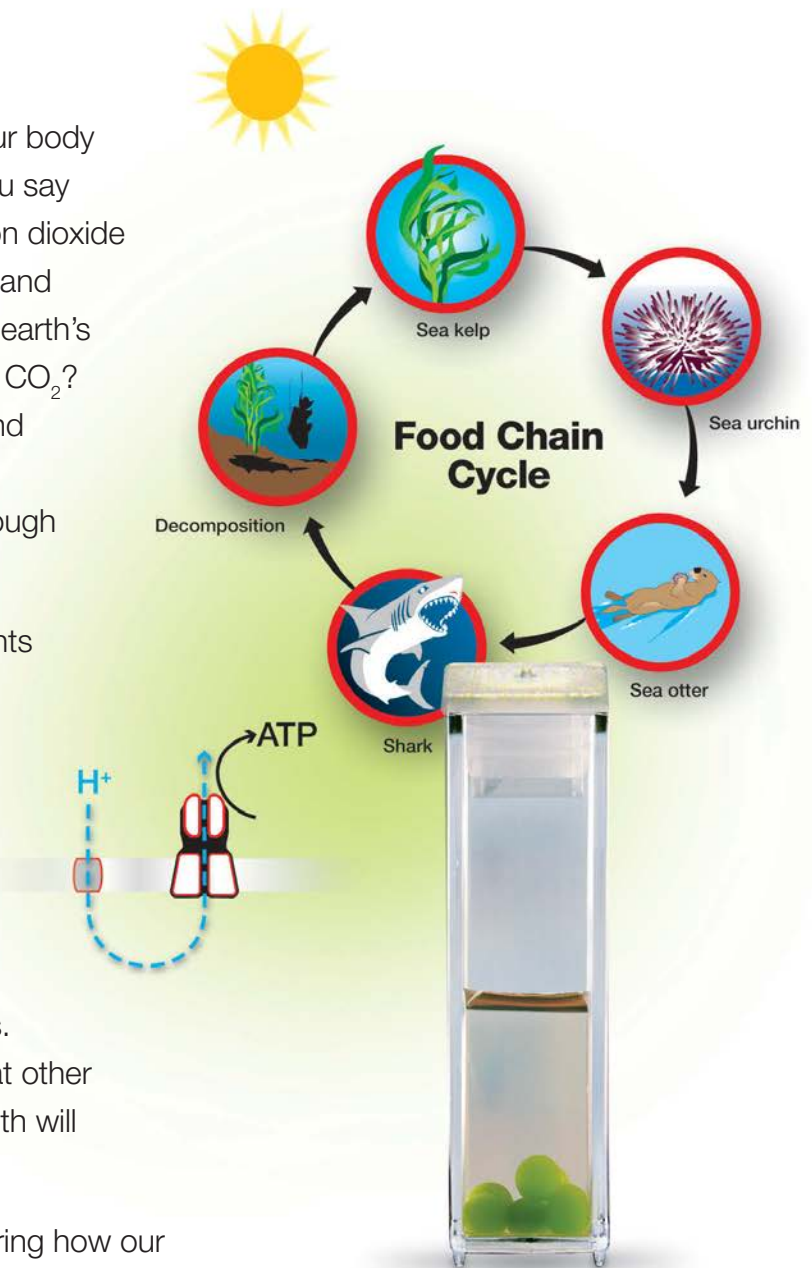 ur body
u say
on dioxide
and
earth's
CO₂?
nd
ough
nts
s.
at other
th will
ring how our
Sea kelp
Sea urchin
Food Chain
Cycle
Decomposition
Sea otter
Shark
ATP
H⁺